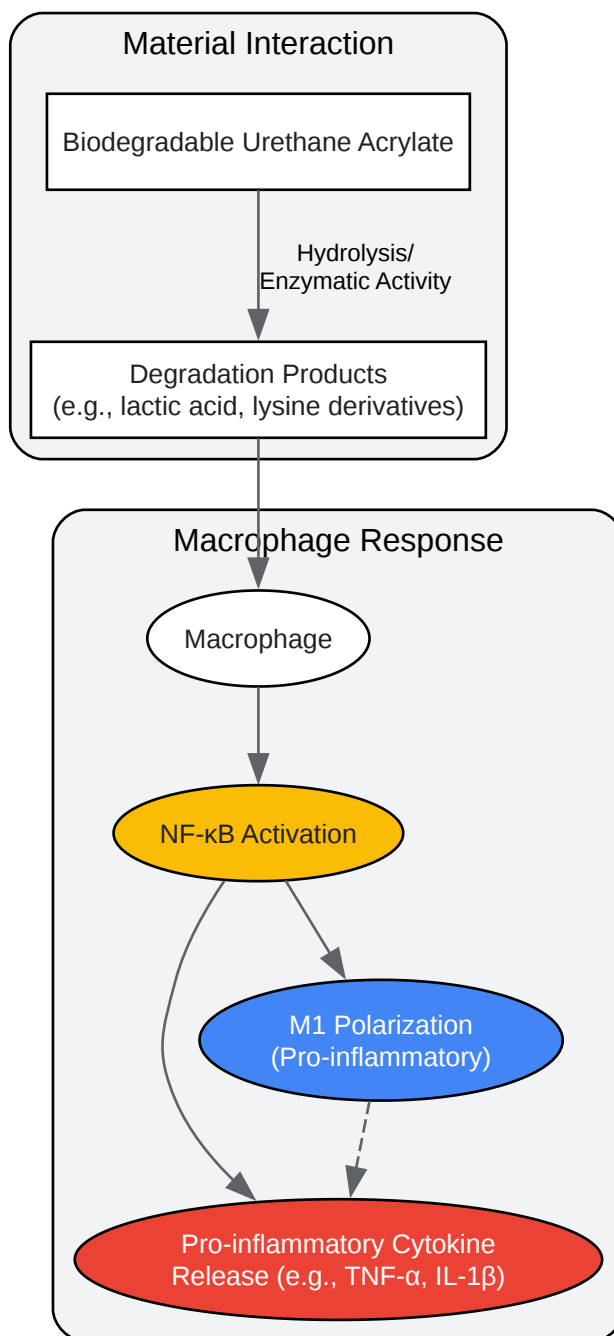 Material Interaction
Biodegradable Urethane Acrylate
Hydrolysis/
Enzymatic Activity
Degradation Products
(e.g., lactic acid, lysine derivatives)
Macrophage Response
Macrophage
NF-κB Activation
M1 Polarization
(Pro-inflammatory)
Pro-inflammatory Cytokine
Release (e.g., TNF-α, IL-1β)